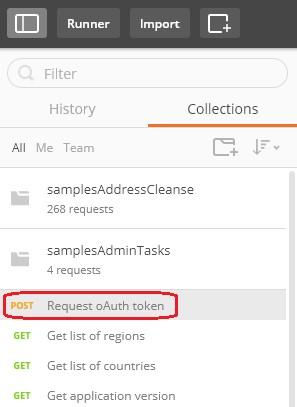 Runner
Import
Filter
History
Collections
All Me Team
samplesAddressCleanse
268 requests
samplesAdminTasks
4 requests
POST Request oAuth token
GET Get list of regions
GET Get list of countries
GET Get application version